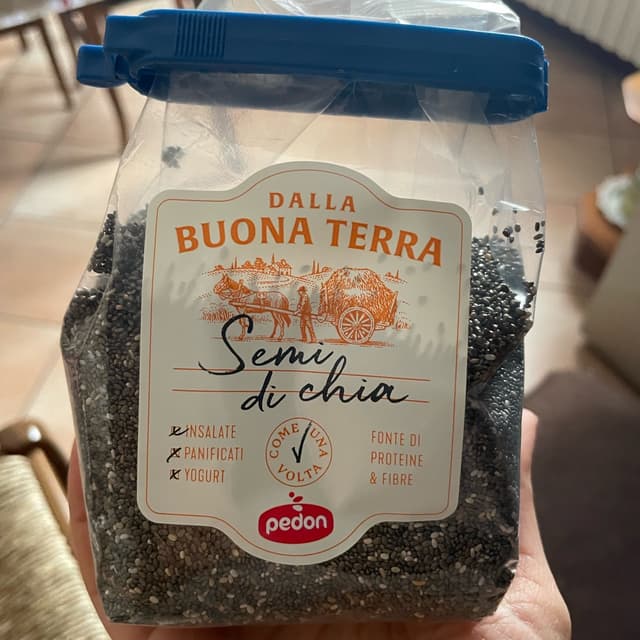 DALLA
BUONA TERRA
Semi
di chia
INSALATE
PANIFICATI
YOGURT
COME UNA
VOLTA
FONTE DI
PROTEINE
& FIBRE
pedon